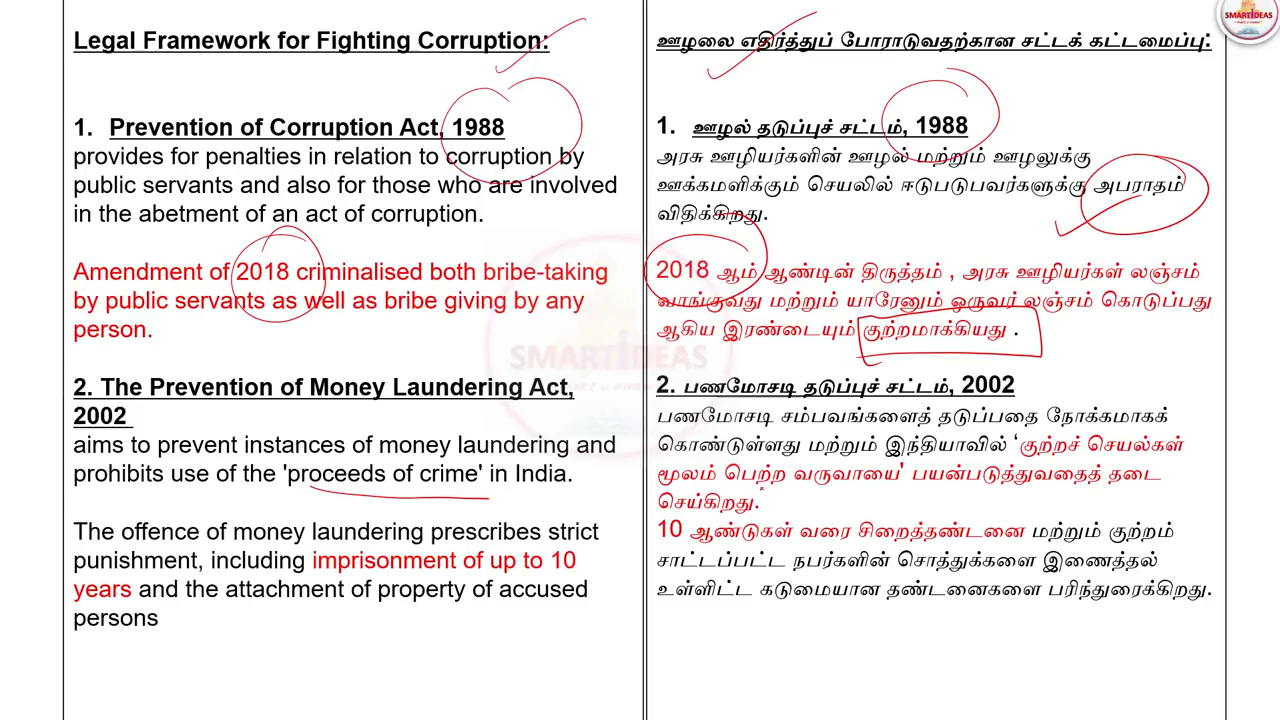 SMARTIDEAS
Legal Framework for Fighting Corruption:
1. Prevention of Corruption Act, 1988
provides for penalties in relation to corruption by
public servants and also for those who are involved
in the abetment of an act of corruption.
Amendment of 2018 criminalised both bribe-taking
by public servants as well as bribe giving by any
person.
2. The Prevention of Money Laundering Act,
2002
aims to prevent instances of money laundering and
prohibits use of the 'proceeds of crime' in India.
The offence of money laundering prescribes strict
punishment, including imprisonment of up to 10
years and the attachment of property of accused
persons
ஊழலை எதிர்த்துப் போராடுவதற்கான சட்டக் கட்டமைப்பு:
1. ஊழல் தடுப்புச் சட்டம், 1988
அரசு ஊழியர்களின் ஊழல் மற்றும் ஊழலுக்கு
ஊக்கமளிக்கும் செயலில் ஈடுபடுபவர்களுக்கு அபராதம்
விதிக்கிறது.
2018 ஆம் ஆண்டின் திருத்தம் , அரசு ஊழியர்கள் லஞ்சம்
வாங்குவது மற்றும் யாரேனும் ஒருவர் லஞ்சம் கொடுப்பது
ஆகிய இரண்டையும் குற்றமாக்கியது .
2. பணமோசடி தடுப்புச் சட்டம், 2002
பணமோசடி சம்பவங்களைத் தடுப்பதை நோக்கமாகக்
கொண்டுள்ளது மற்றும் இந்தியாவில் ‘குற்றச் செயல்கள்
மூலம் பெற்ற வருவாயை' பயன்படுத்துவதைத் தடை
செய்கிறது.
10 ஆண்டுகள் வரை சிறைத்தண்டனை மற்றும் குற்றம்
சாட்டப்பட்ட நபர்களின் சொத்துக்களை இணைத்தல்
உள்ளிட்ட கடுமையான தண்டனைகளை பரிந்துரைக்கிறது.
SMARTIDEAS